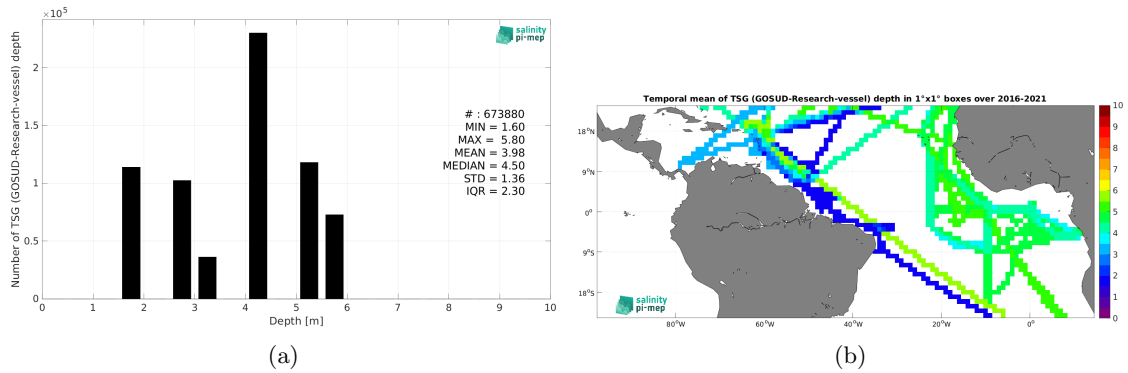 ×10⁵
2
1.5
1
0.5
0
Number of TSG (GOSUD-Research-vessel) depth
salinity
pi-mep
# : 673880
MIN = 1.60
MAX = 5.80
MEAN = 3.98
MEDIAN = 4.50
STD = 1.36
IQR = 2.30
0 1 2 3 4 5 6 7 8 9 10
Depth [m]
(a)
Temporal mean of TSG (GOSUD-Research-vessel) depth in 1°x1° boxes over 2016-2021
18°N
9°N
0°
9°S
18°S
80°W 60°W 40°W 20°W 0°
salinity
pi-mep
10
9
8
7
6
5
4
3
2
1
0
(b)